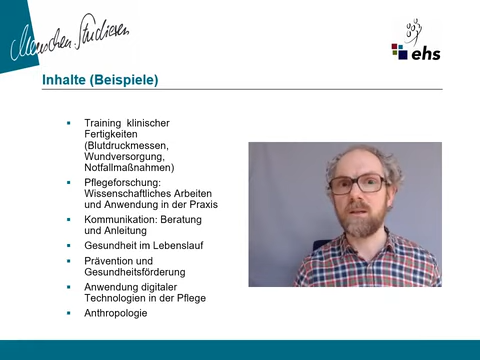 Menschen. Studieren
ehs
Inhalte (Beispiele)
Training klinischer
Fertigkeiten
(Blutdruckmessen,
Wundversorgung,
Notfallmaßnahmen)
Pflegeforschung:
Wissenschaftliches Arbeiten
und Anwendung in der Praxis
Kommunikation: Beratung
und Anleitung
Gesundheit im Lebenslauf
Prävention und
Gesundheitsförderung
Anwendung digitaler
Technologien in der Pflege
Anthropologie